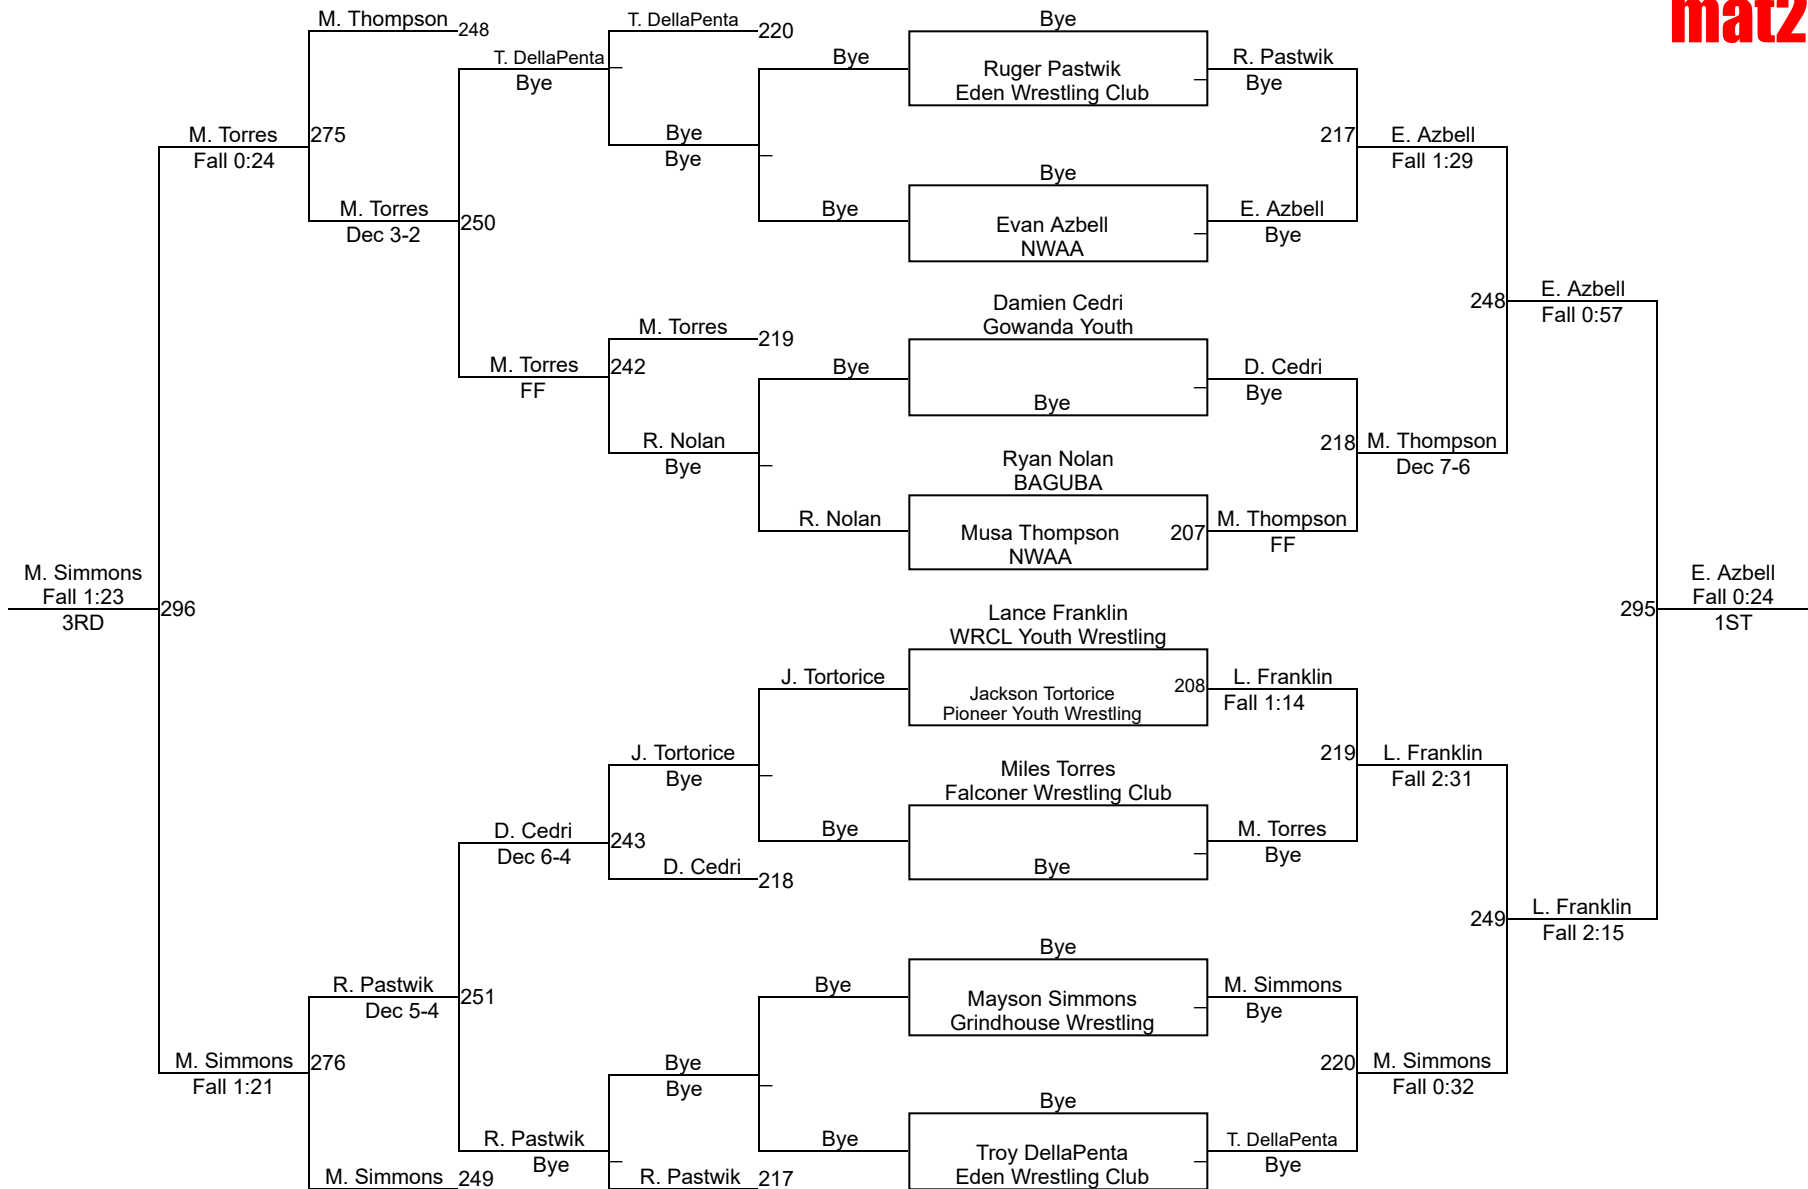 mat2
M. Thompson
248
T. DellaPenta
220
Bye
T. DellaPenta
Bye
Bye
Ruger Pastwik
Eden Wrestling Club
R. Pastwik
Bye
M. Torres
Fall 0:24
275
Bye
Bye
217
E. Azbell
Fall 1:29
Bye
M. Torres
Dec 3-2
250
Bye
Evan Azbell
NWAA
E. Azbell
Bye
248
E. Azbell
Fall 0:57
Damien Cedri
Gowanda Youth
M. Torres
219
M. Torres
FF
242
Bye
Bye
D. Cedri
Bye
R. Nolan
Bye
218
M. Thompson
Dec 7-6
Ryan Nolan
BAGUBA
R. Nolan
Musa Thompson
NWAA
207
M. Thompson
FF
M. Simmons
Fall 1:23
3RD
296
295
E. Azbell
Fall 0:24
1ST
Lance Franklin
WRCL Youth Wrestling
J. Tortorice
Jackson Tortorice
Pioneer Youth Wrestling
208
L. Franklin
Fall 1:14
J. Tortorice
Bye
219
L. Franklin
Fall 2:31
Miles Torres
Falconer Wrestling Club
D. Cedri
Dec 6-4
243
Bye
Bye
M. Torres
Bye
D. Cedri
218
249
L. Franklin
Fall 2:15
Bye
R. Pastwik
Dec 5-4
251
Bye
Mayson Simmons
Grindhouse Wrestling
M. Simmons
Bye
M. Simmons
Fall 1:21
276
Bye
Bye
220
M. Simmons
Fall 0:32
Bye
R. Pastwik
Bye
Bye
Troy DellaPenta
Eden Wrestling Club
T. DellaPenta
Bye
M. Simmons
249
R. Pastwik
217